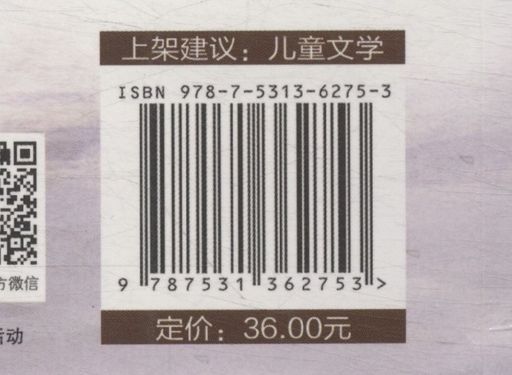 上架建议：儿童文学
ISBN 978-7-5313-6275-3
9 787531 362753 >
定价：36.00元
方微信
活动